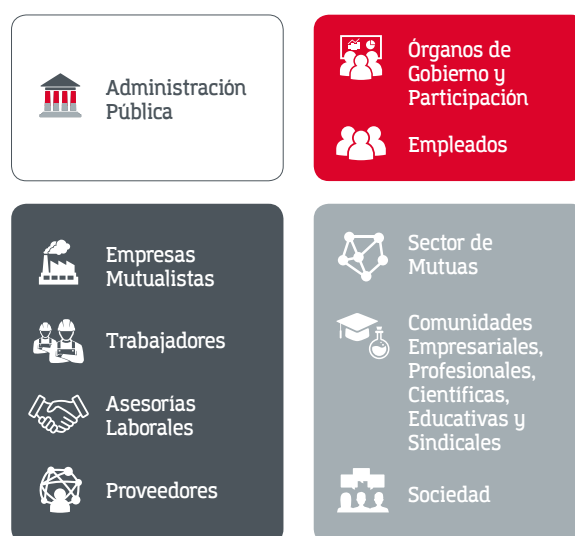 Administración
Pública
Órganos de
Gobierno y
Participación
Empleados
Empresas
Mutualistas
Trabajadores
Asesorías
Laborales
Proveedores
Sector de
Mutuas
Comunidades
Empresariales,
Profesionales,
Científicas,
Educativas y
Sindicales
Sociedad